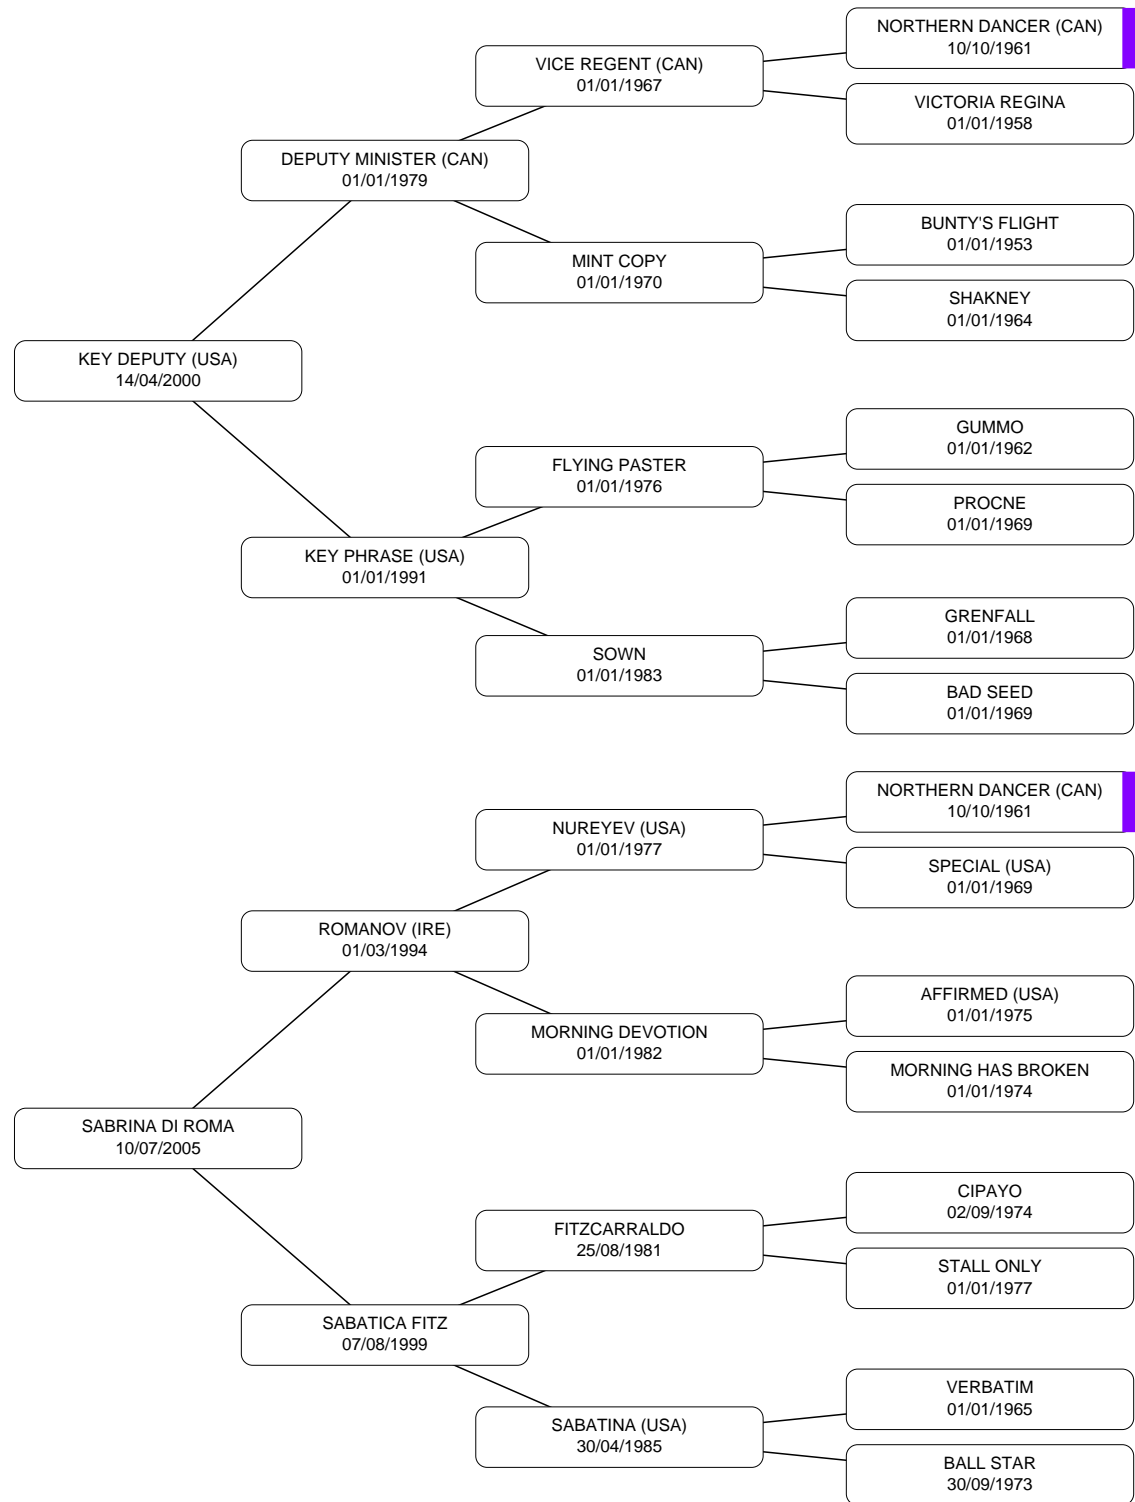 NORTHERN DANCER (CAN)
10/10/1961
VICE REGENT (CAN)
01/01/1967
VICTORIA REGINA
01/01/1958
DEPUTY MINISTER (CAN)
01/01/1979
BUNTY'S FLIGHT
01/01/1953
MINT COPY
01/01/1970
SHAKNEY
01/01/1964
KEY DEPUTY (USA)
14/04/2000
GUMMO
01/01/1962
FLYING PASTER
01/01/1976
PROCNE
01/01/1969
KEY PHRASE (USA)
01/01/1991
GRENFALL
01/01/1968
SOWN
01/01/1983
BAD SEED
01/01/1969
NORTHERN DANCER (CAN)
10/10/1961
NUREYEV (USA)
01/01/1977
SPECIAL (USA)
01/01/1969
ROMANOV (IRE)
01/03/1994
AFFIRMED (USA)
01/01/1975
MORNING DEVOTION
01/01/1982
MORNING HAS BROKEN
01/01/1974
SABRINA DI ROMA
10/07/2005
CIPAYO
02/09/1974
FITZCARRALDO
25/08/1981
STALL ONLY
01/01/1977
SABATICA FITZ
07/08/1999
VERBATIM
01/01/1965
SABATINA (USA)
30/04/1985
BALL STAR
30/09/1973